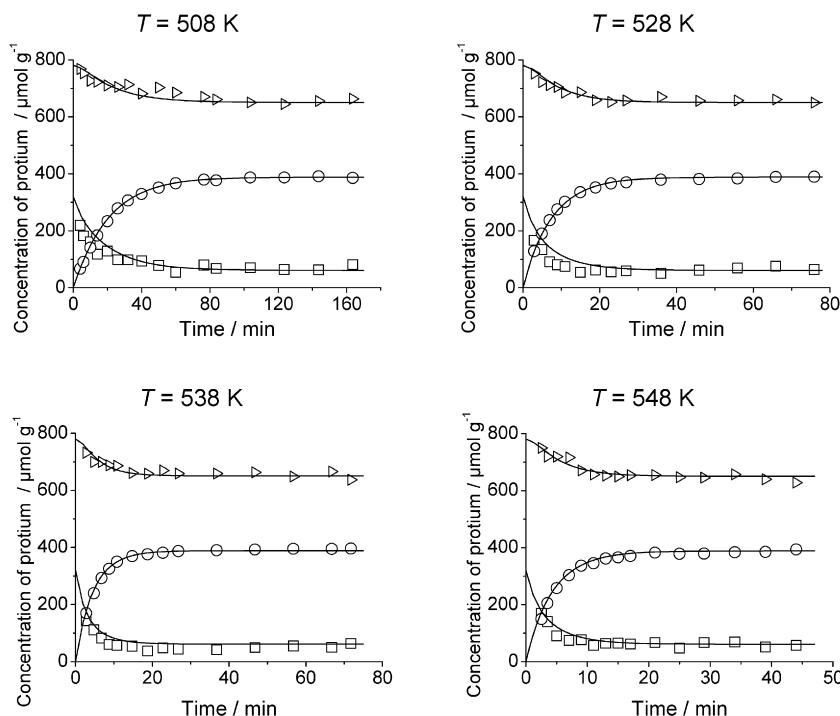 T = 508 K
800
600
400
200
0
Concentration of protium / μmol g⁻¹
0 40 80 120 160
Time / min
T = 528 K
800
600
400
200
0
Concentration of protium / μmol g⁻¹
0 20 40 60 80
Time / min
T = 538 K
800
600
400
200
0
Concentration of protium / μmol g⁻¹
0 20 40 60 80
Time / min
T = 548 K
800
600
400
200
0
Concentration of protium / μmol g⁻¹
0 10 20 30 40 50
Time / min